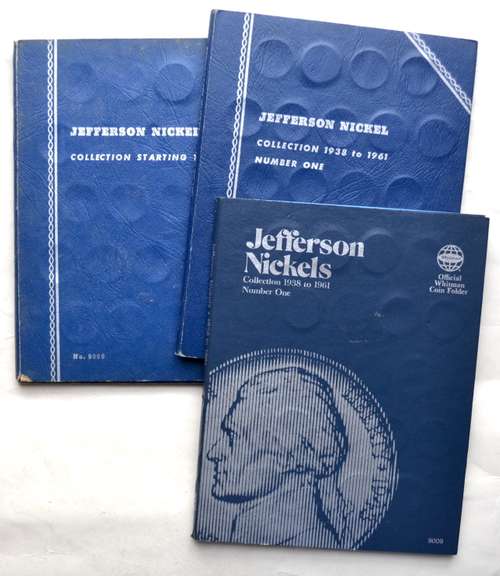 JEFFERSON NICKEL
COLLECTION STARTING 1
No. 9009
JEFFERSON NICKEL
COLLECTION 1938 to 1961
NUMBER ONE
Jefferson
Nickels
Collection 1938 to 1961
Number One
Official
Whitman
Coin Folder
9009